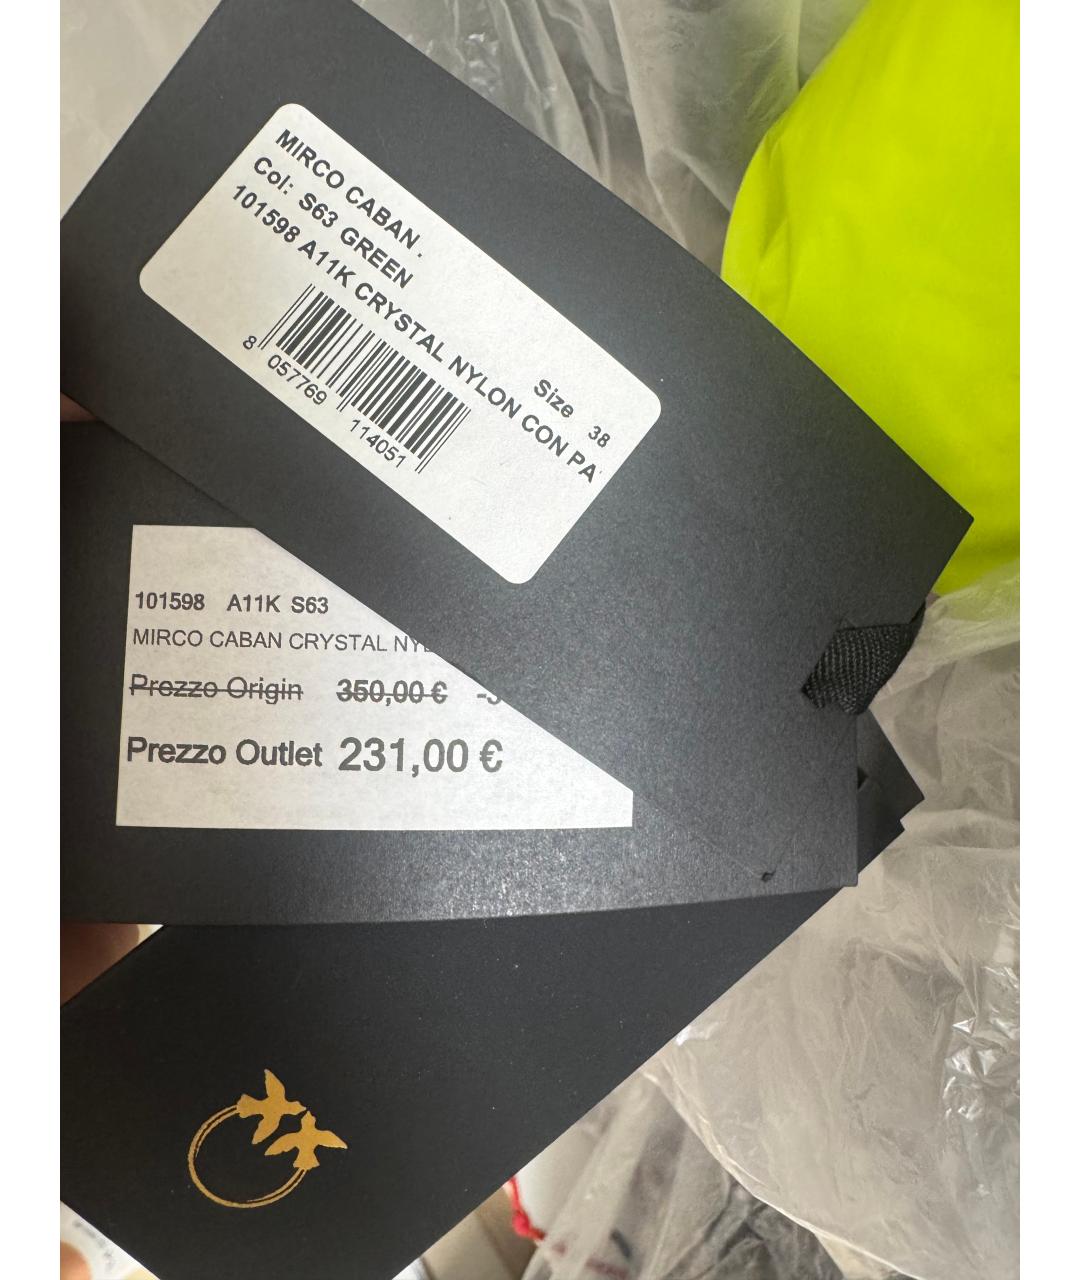 MIRCO CABAN .
Col: S63 GREEN
101598 A11K CRYSTAL NYLON CON PA
Size 38
8 057769 114051
101598 A11K S63
MIRCO CABAN CRYSTAL
Prezzo Origin 350,00 €
Prezzo Outlet 231,00 €